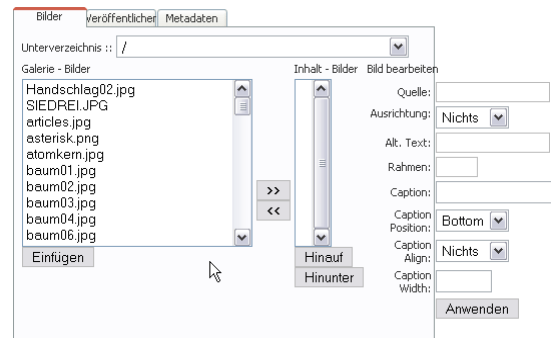 Bilder Veröffentlichen Metadaten
Unterverzeichnis :: /
Galerie - Bilder Inhalt - Bilder Bild bearbeiten
Handschlag02.jpg
SIEDREI.JPG
articles.jpg
asterisk.png
atomkern.jpg
baum01.jpg
baum02.jpg
baum03.jpg
baum04.jpg
baum06.jpg
Einfügen
>>
<<
Hinauf
Hinunter
Quelle:
Ausrichtung: Nichts
Alt. Text:
Rahmen:
Caption:
Caption
Position: Bottom
Caption
Align: Nichts
Caption
Width:
Anwenden